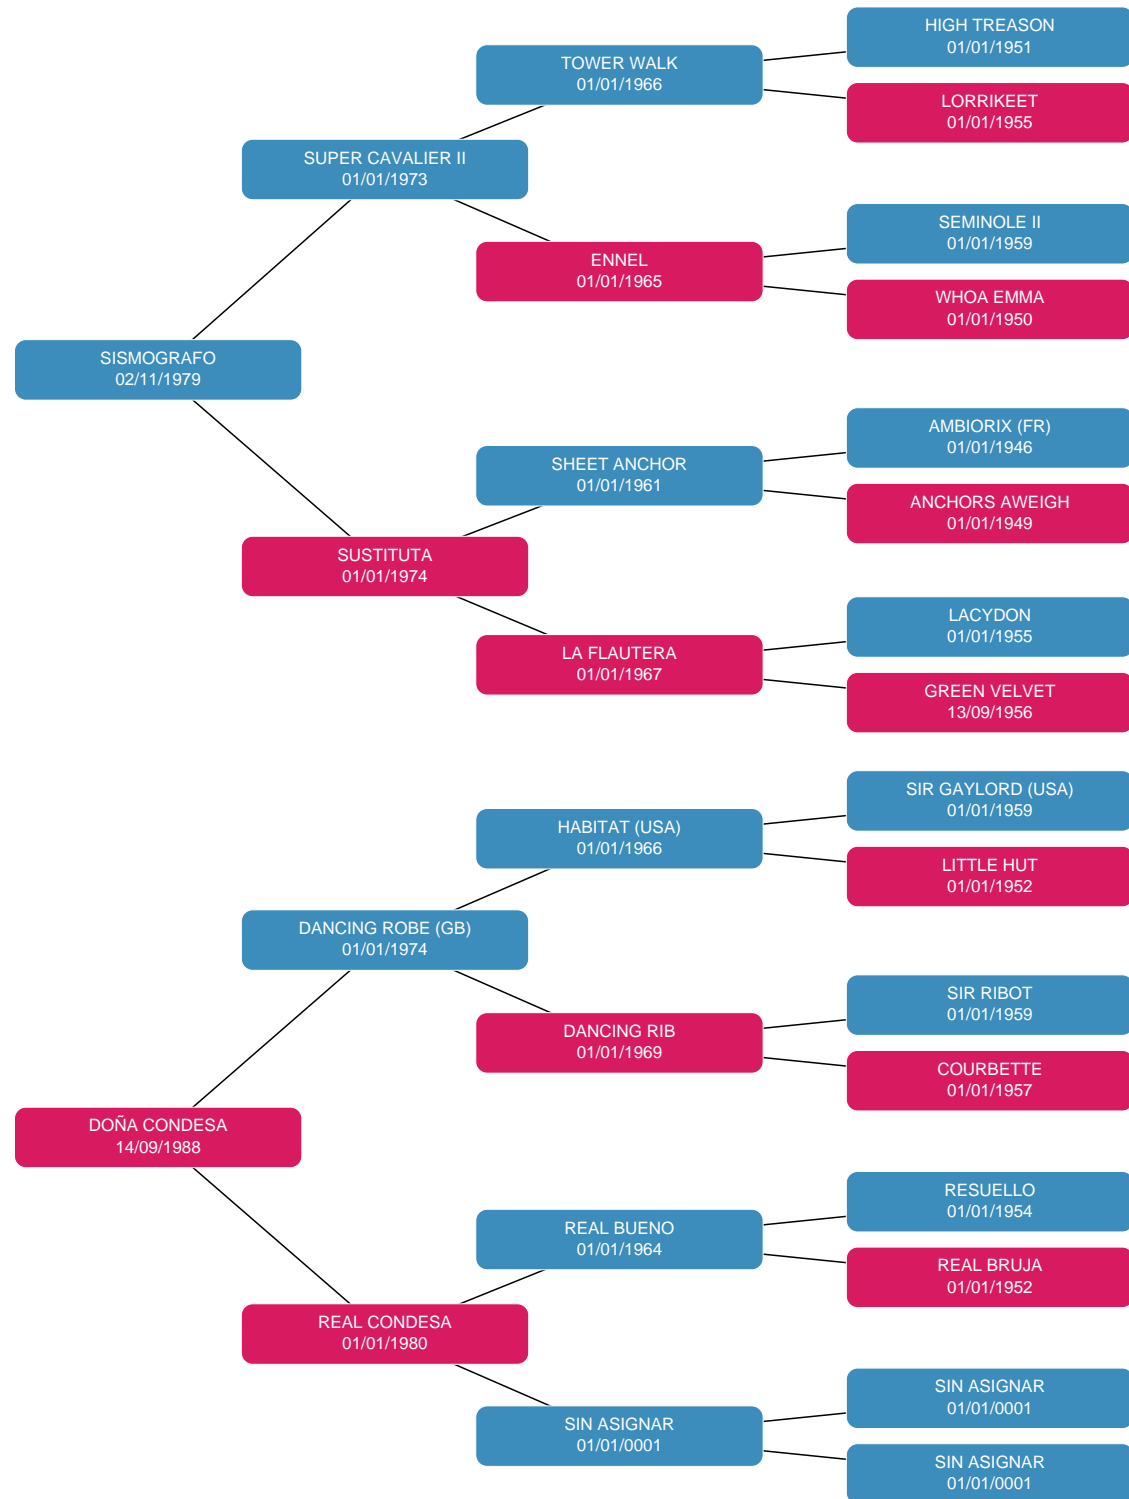 HIGH TREASON
01/01/1951
TOWER WALK
01/01/1966
LORRIKEET
01/01/1955
SUPER CAVALIER II
01/01/1973
SEMINOLE II
01/01/1959
ENNEL
01/01/1965
WHOA EMMA
01/01/1950
SISMOGRAFO
02/11/1979
AMBIORIX (FR)
01/01/1946
SHEET ANCHOR
01/01/1961
ANCHORS AWEIGH
01/01/1949
SUSTITUTA
01/01/1974
LACYDON
01/01/1955
LA FLAUTERA
01/01/1967
GREEN VELVET
13/09/1956
SIR GAYLORD (USA)
01/01/1959
HABITAT (USA)
01/01/1966
LITTLE HUT
01/01/1952
DANCING ROBE (GB)
01/01/1974
SIR RIBOT
01/01/1959
DANCING RIB
01/01/1969
COURBETTE
01/01/1957
DOÑA CONDESA
14/09/1988
RESUELLO
01/01/1954
REAL BUENO
01/01/1964
REAL BRUJA
01/01/1952
REAL CONDESA
01/01/1980
SIN ASIGNAR
01/01/0001
SIN ASIGNAR
01/01/0001
SIN ASIGNAR
01/01/0001